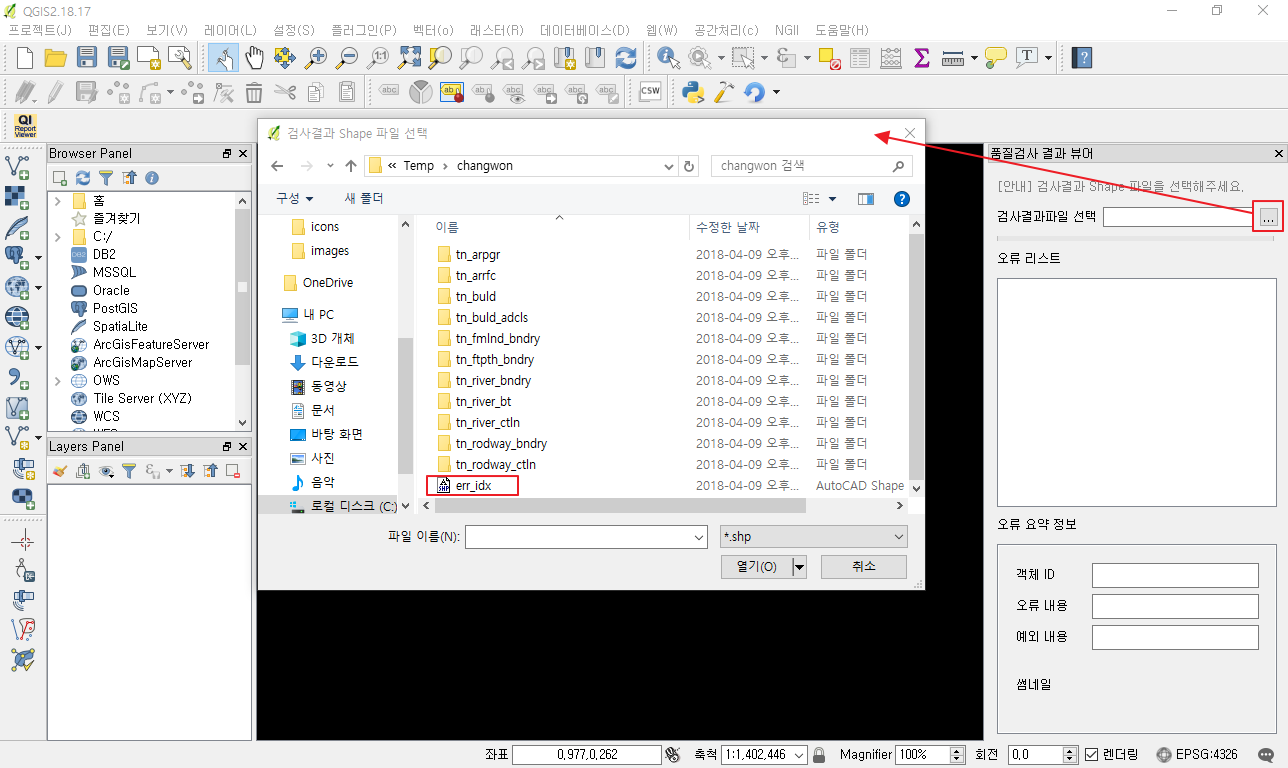 QGIS2.18.17
프로젝트(J) 편집(E) 보기(V) 레이어(L) 설정(S) 플러그인(P) 벡터(o) 래스터(R) 데이터베이스(D) 웹(W) 공간처리(c) NGII 도움말(H)
QI Report Viewer
Browser Panel
홈
즐겨찾기
C:/
DB2
MSSQL
Oracle
PostGIS
SpatiaLite
ArcGisFeatureServer
ArcGisMapServer
OWS
Tile Server (XYZ)
WCS
Layers Panel
검사결과 Shape 파일 선택
« Temp › changwon
changwon 검색
구성 새 폴더
icons
images
OneDrive
내 PC
3D 개체
다운로드
동영상
문서
바탕 화면
사진
음악
로컬 디스크 (C:)
이름 수정한 날짜 유형
tn_arpgr 2018-04-09 오후... 파일 폴더
tn_arrfc 2018-04-09 오후... 파일 폴더
tn_buld 2018-04-09 오후... 파일 폴더
tn_buld_adcls 2018-04-09 오후... 파일 폴더
tn_fmlnd_bndry 2018-04-09 오후... 파일 폴더
tn_ftpth_bndry 2018-04-09 오후... 파일 폴더
tn_river_bndry 2018-04-09 오후... 파일 폴더
tn_river_bt 2018-04-09 오후... 파일 폴더
tn_river_ctln 2018-04-09 오후... 파일 폴더
tn_rodway_bndry 2018-04-09 오후... 파일 폴더
tn_rodway_ctln 2018-04-09 오후... 파일 폴더
err_idx 2018-04-09 오후... AutoCAD Shape
파일 이름(N): *.shp
열기(O) 취소
품질검사 결과 뷰어
[안내] 검사결과 Shape 파일을 선택해주세요.
검사결과파일 선택 ...
오류 리스트
오류 요약 정보
객체 ID
오류 내용
예외 내용
썸네일
좌표 0.977,0.262 축척 1:1,402,446 Magnifier 100% 회전 0.0 렌더링 EPSG:4326